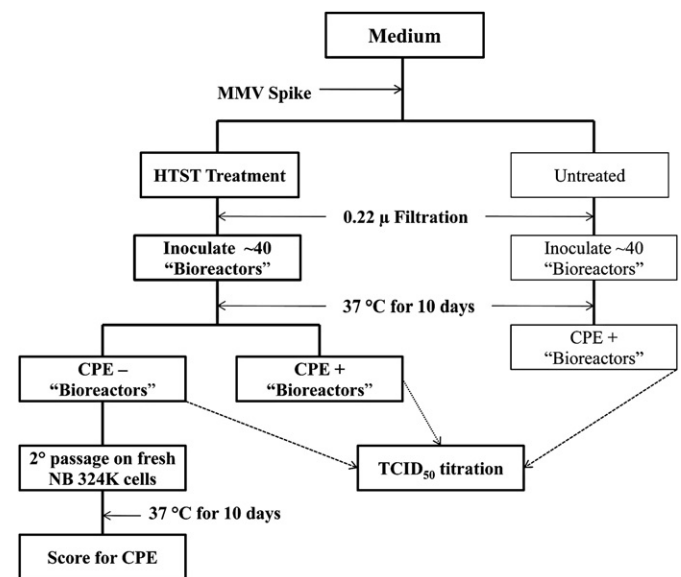 Medium
MMV Spike
HTST Treatment
Untreated
0.22 μ Filtration
Inoculate ~40
“Bioreactors”
Inoculate ~40
“Bioreactors”
37 °C for 10 days
CPE –
“Bioreactors”
CPE +
“Bioreactors”
CPE +
“Bioreactors”
2° passage on fresh
NB 324K cells
TCID₅₀ titration
37 °C for 10 days
Score for CPE